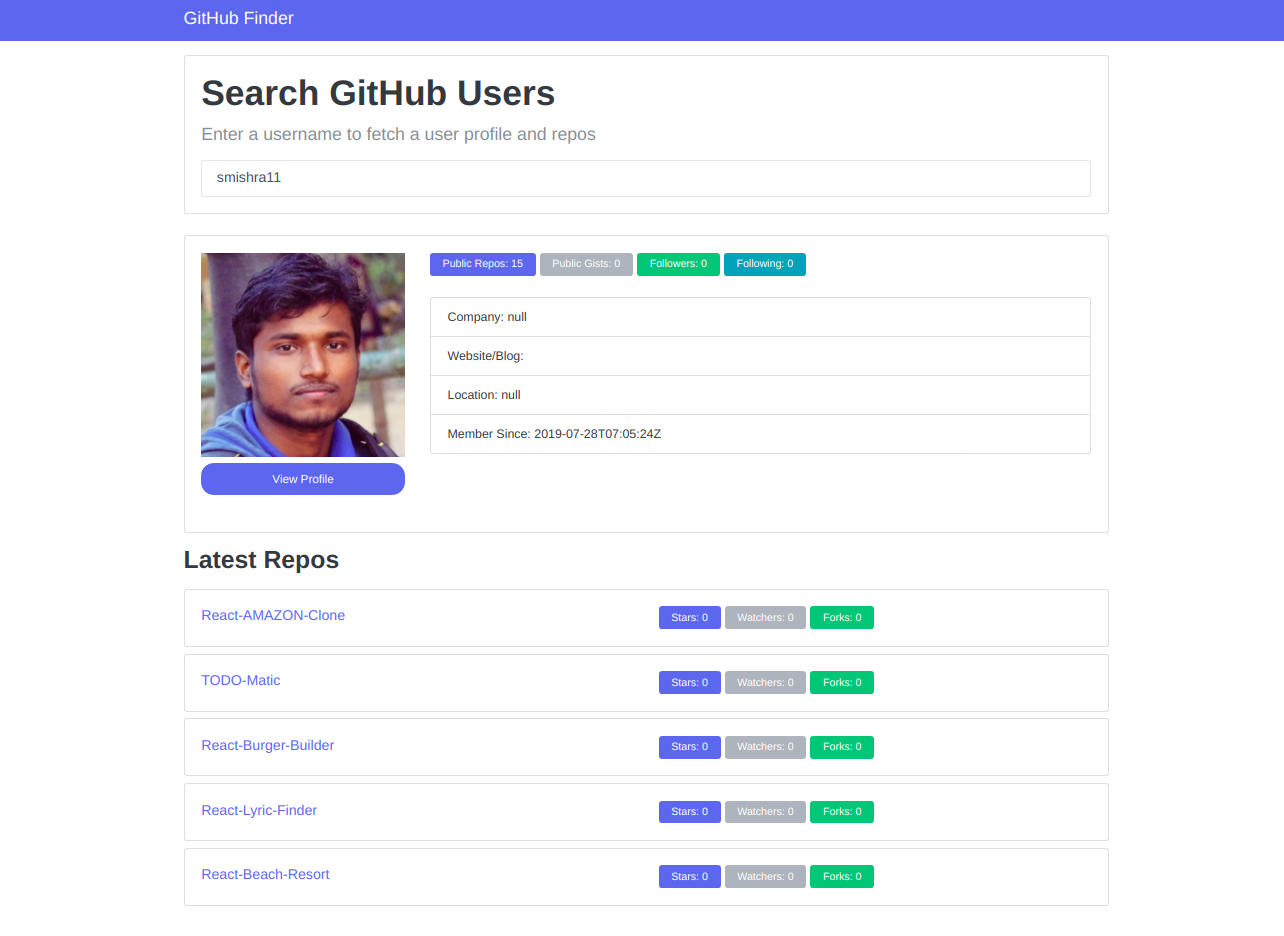 GitHub Finder
Search GitHub Users
Enter a username to fetch a user profile and repos
smishra11
Public Repos: 15 Public Gists: 0 Followers: 0 Following: 0
Company: null
Website/Blog:
Location: null
Member Since: 2019-07-28T07:05:24Z
View Profile
Latest Repos
React-AMAZON-Clone Stars: 0 Watchers: 0 Forks: 0
TODO-Matic Stars: 0 Watchers: 0 Forks: 0
React-Burger-Builder Stars: 0 Watchers: 0 Forks: 0
React-Lyric-Finder Stars: 0 Watchers: 0 Forks: 0
React-Beach-Resort Stars: 0 Watchers: 0 Forks: 0